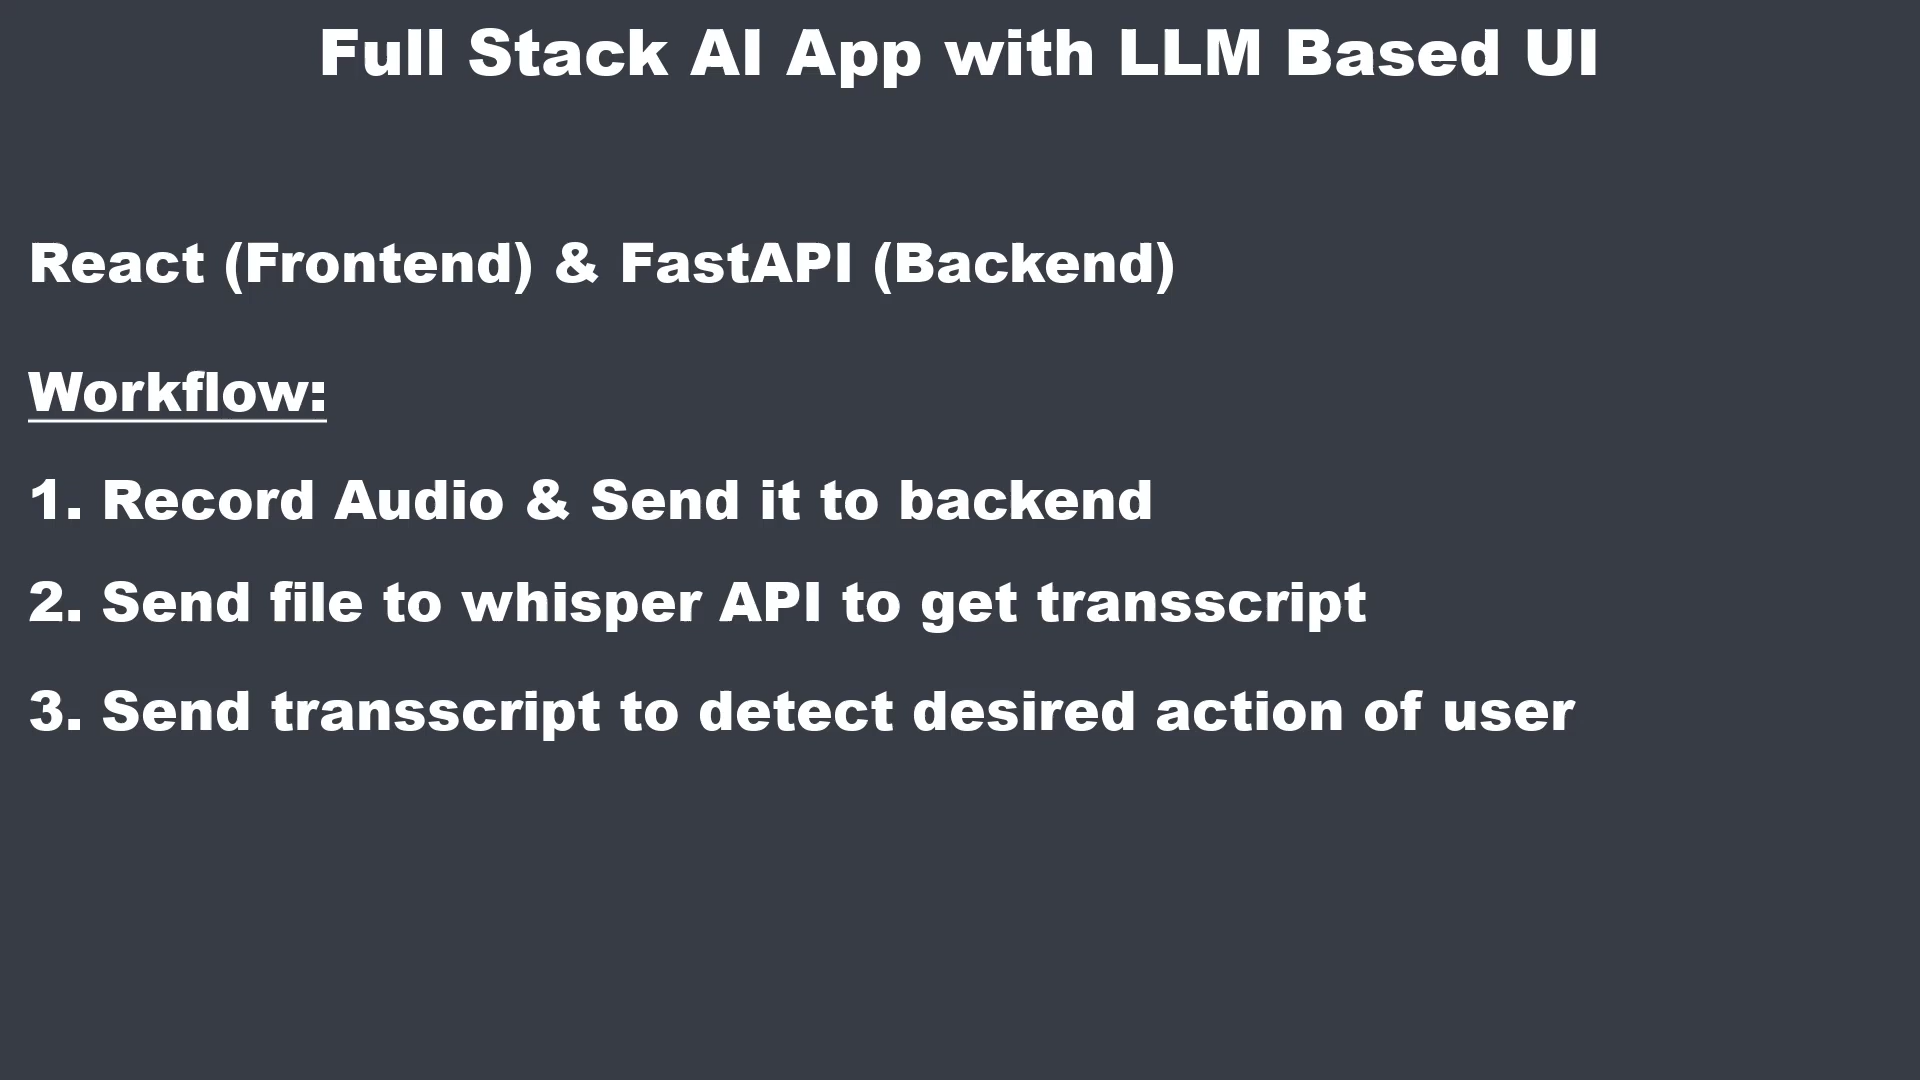 Full Stack AI App with LLM Based UI
React (Frontend) & FastAPI (Backend)
Workflow:
1. Record Audio & Send it to backend
2. Send file to whisper API to get transscript
3. Send transscript to detect desired action of user